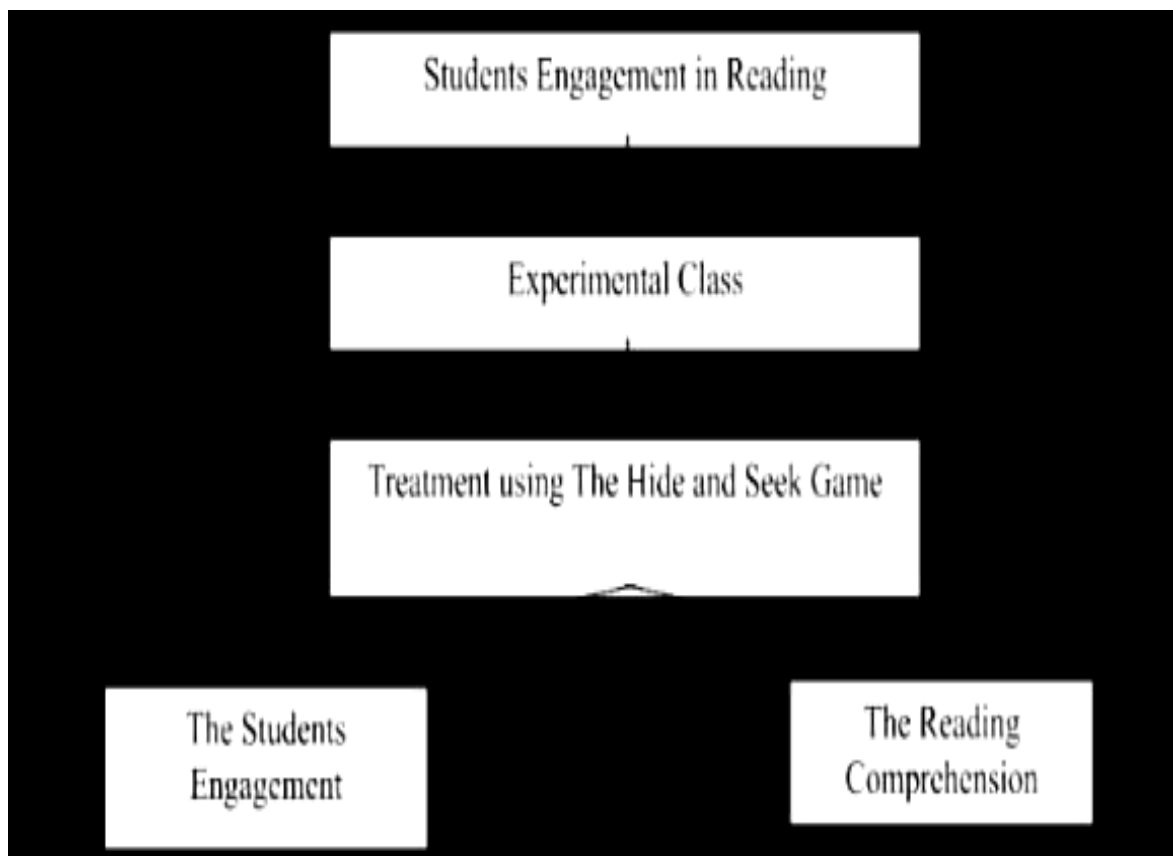 Students Engagement in Reading
Experimental Class
Treatment using The Hide and Seek Game
The Students
Engagement
The Reading
Comprehension